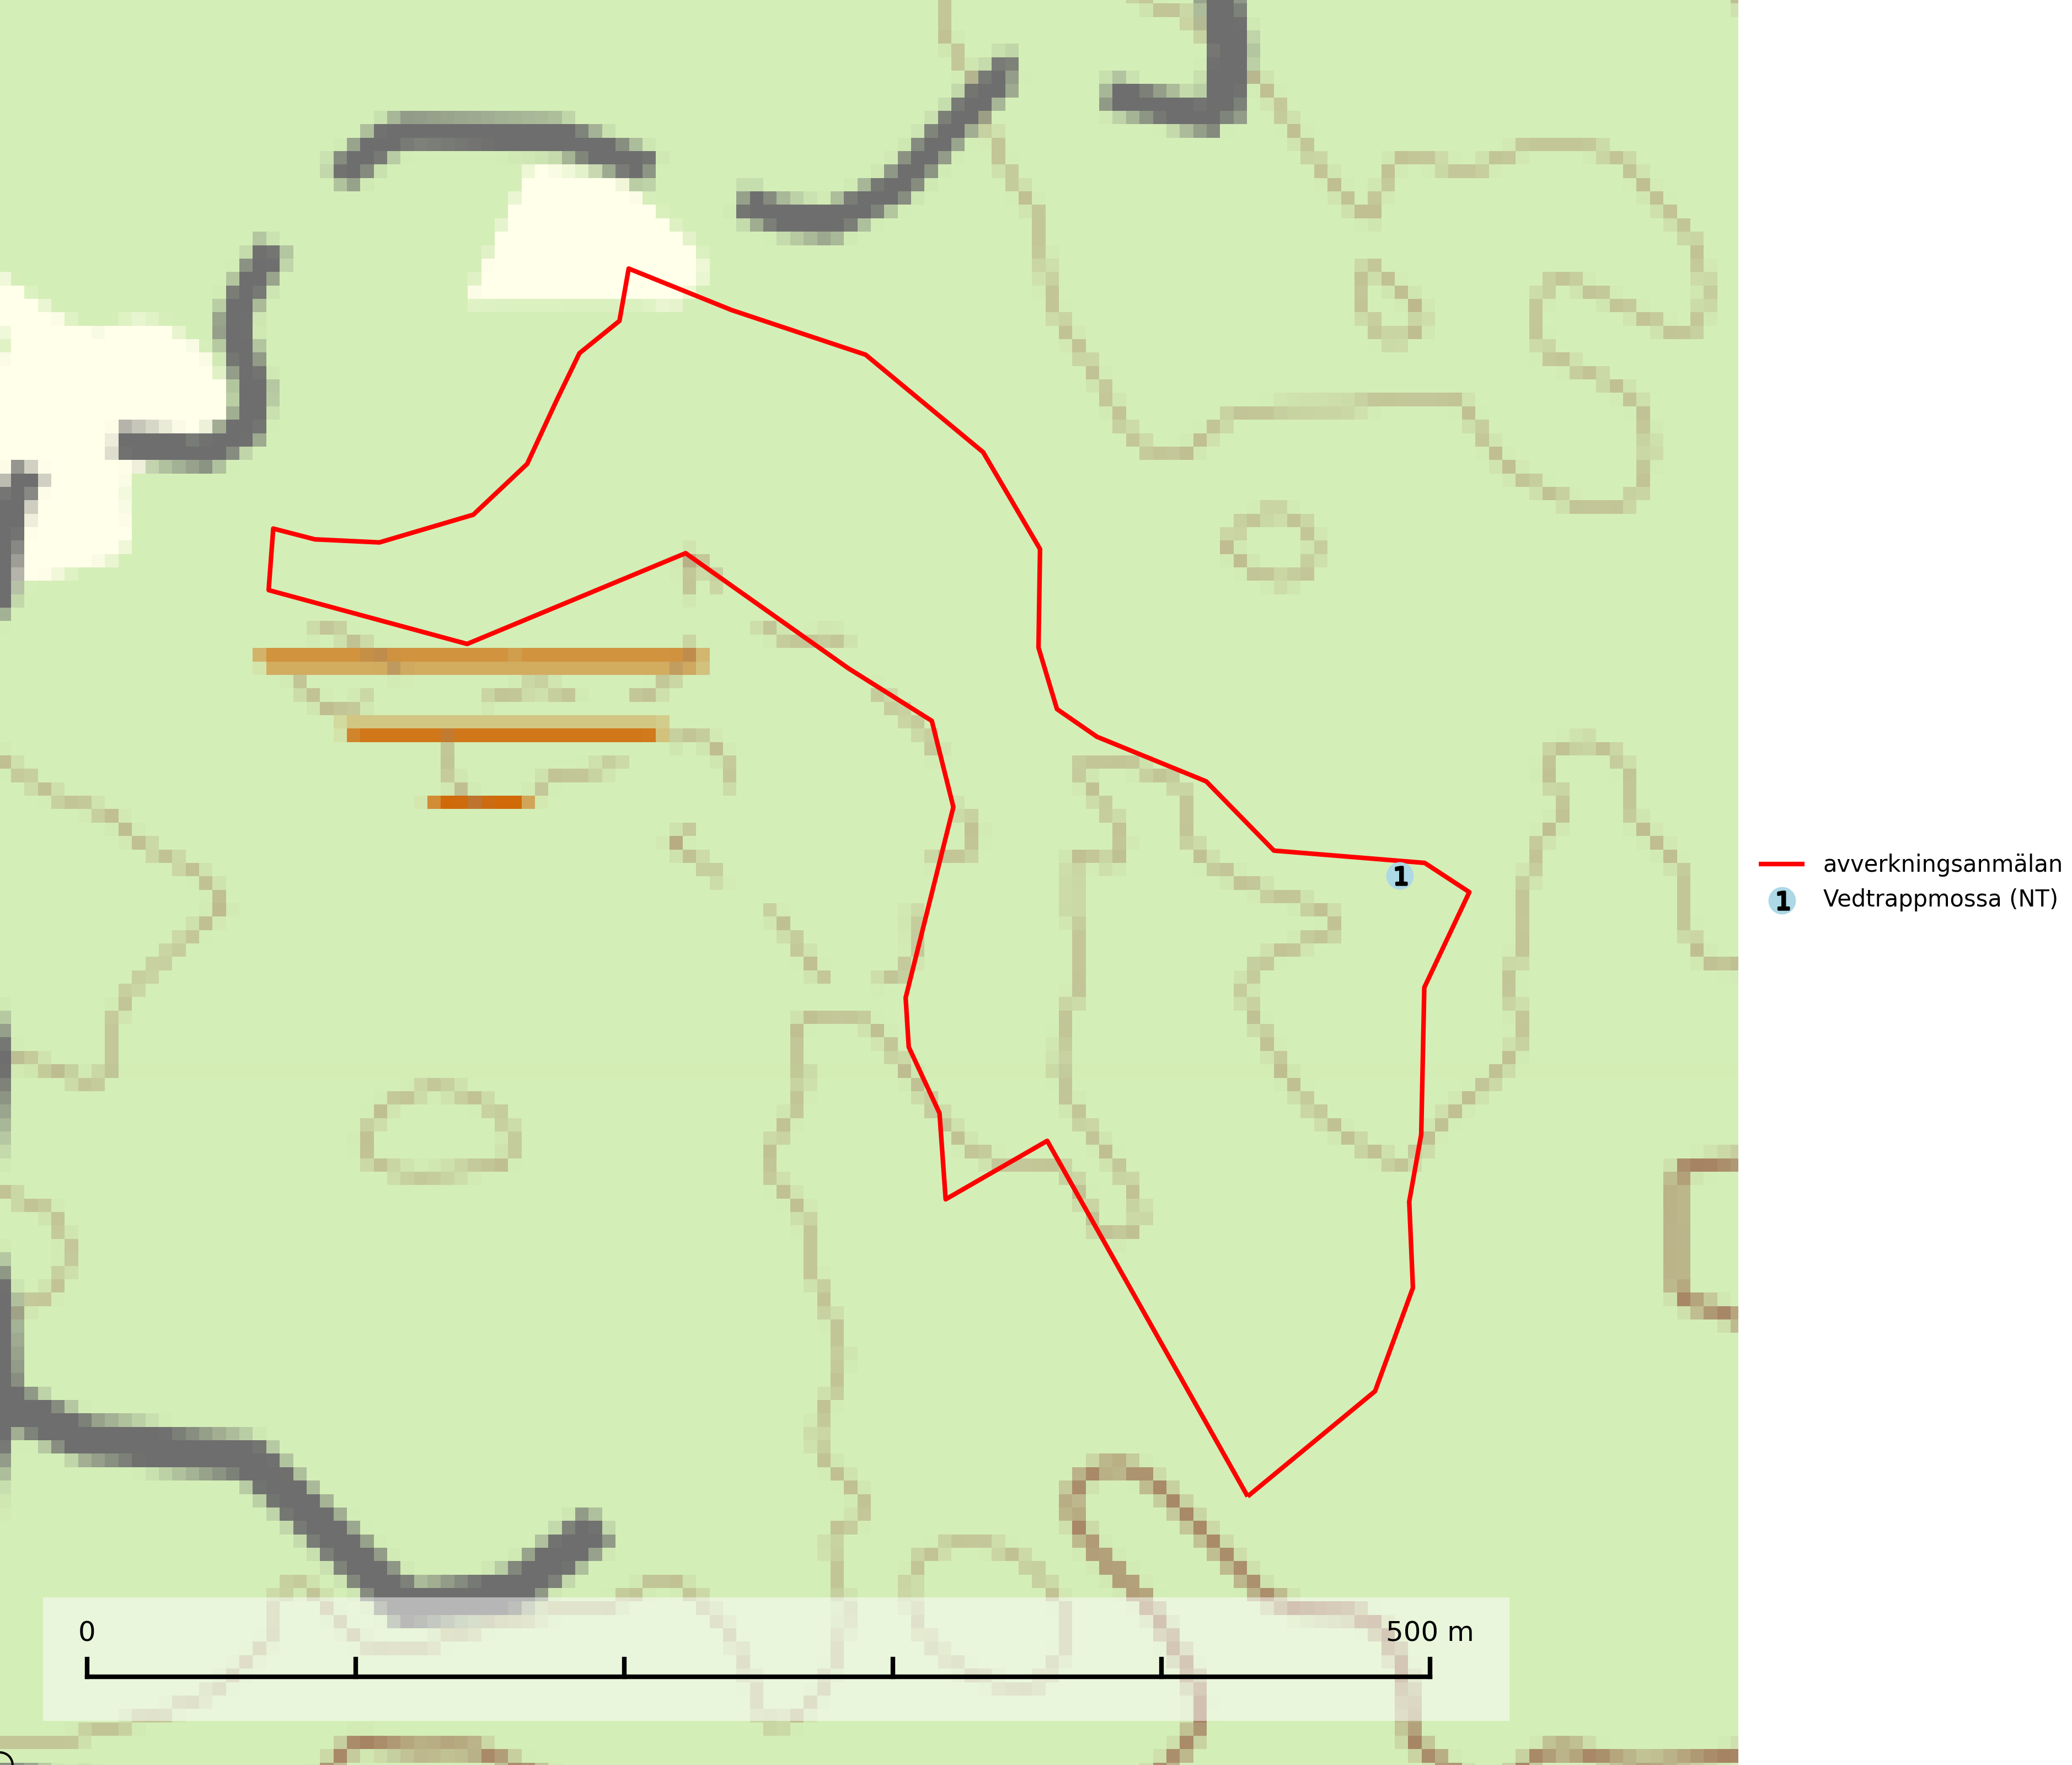 avverkningsanmälan
1
1 Vedtrappmossa (NT)
0 500 m